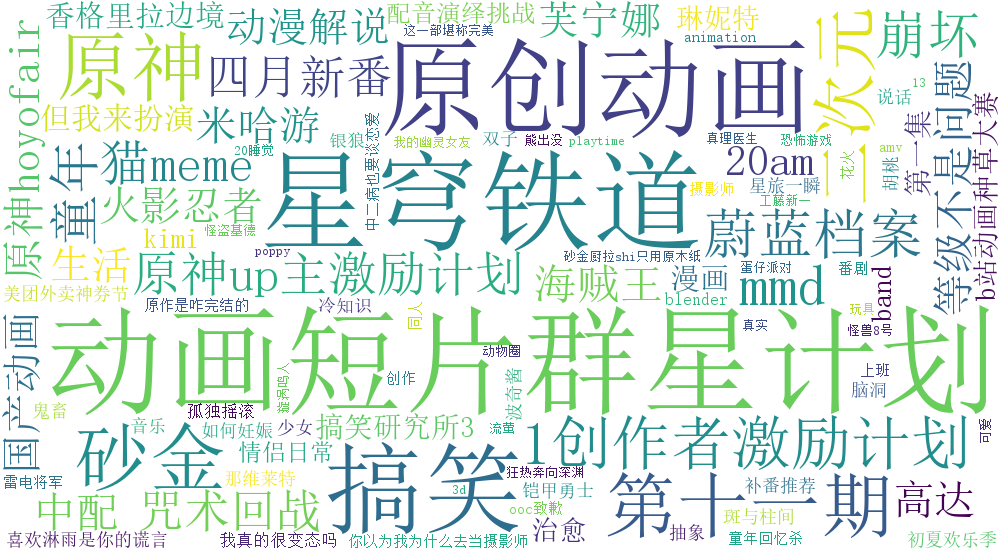 香格里拉边境
动漫解说
配音演绎挑战
这一部堪称完美
芙宁娜
琳妮特
animation
二次元
崩坏
13
说话
原神
四月新番
原创动画
但我来扮演
米哈游
银狼
中二病也要谈恋爱
我的幽灵女友
双子
熊出没
playtime
真理医生
恐怖游戏
花火
amv
胡桃
第一集
等级不是问题
b站动画种草大赛
原神hoyofair
童年
猫meme
20睡觉
星穹铁道
20am
摄影师
星旅一瞬
工藤新一
火影忍者
怪盗基德
kimi
生活
poppy
原神up主激励计划
海贼王
砂金厨拉shi只用原木纸
漫画
blender
蔚蓝档案
mmd
蛋仔派对
番剧
band
美团外卖神券节
原作是咋完结的
冷知识
同人
真实
玩具
怪兽8号
国产动画
动画短片群星计划
动物圈
创作
波奇酱
上班
脑洞
鬼畜
音乐
孤独摇滚
如何妊娠
少女
搞笑研究所3
流萤
1创作者激励计划
可爱
砂金
情侣日常
搞笑
狂热奔向深渊
雷电将军
那维莱特
3d
铠甲勇士
第十一期
补番推荐
高达
中配
咒术回战
ooc致歉
治愈
抽象
斑与柱间
喜欢淋雨是你的谎言
我真的很变态吗
你以为我为什么去当摄影师
童年回忆杀
初夏欢乐季